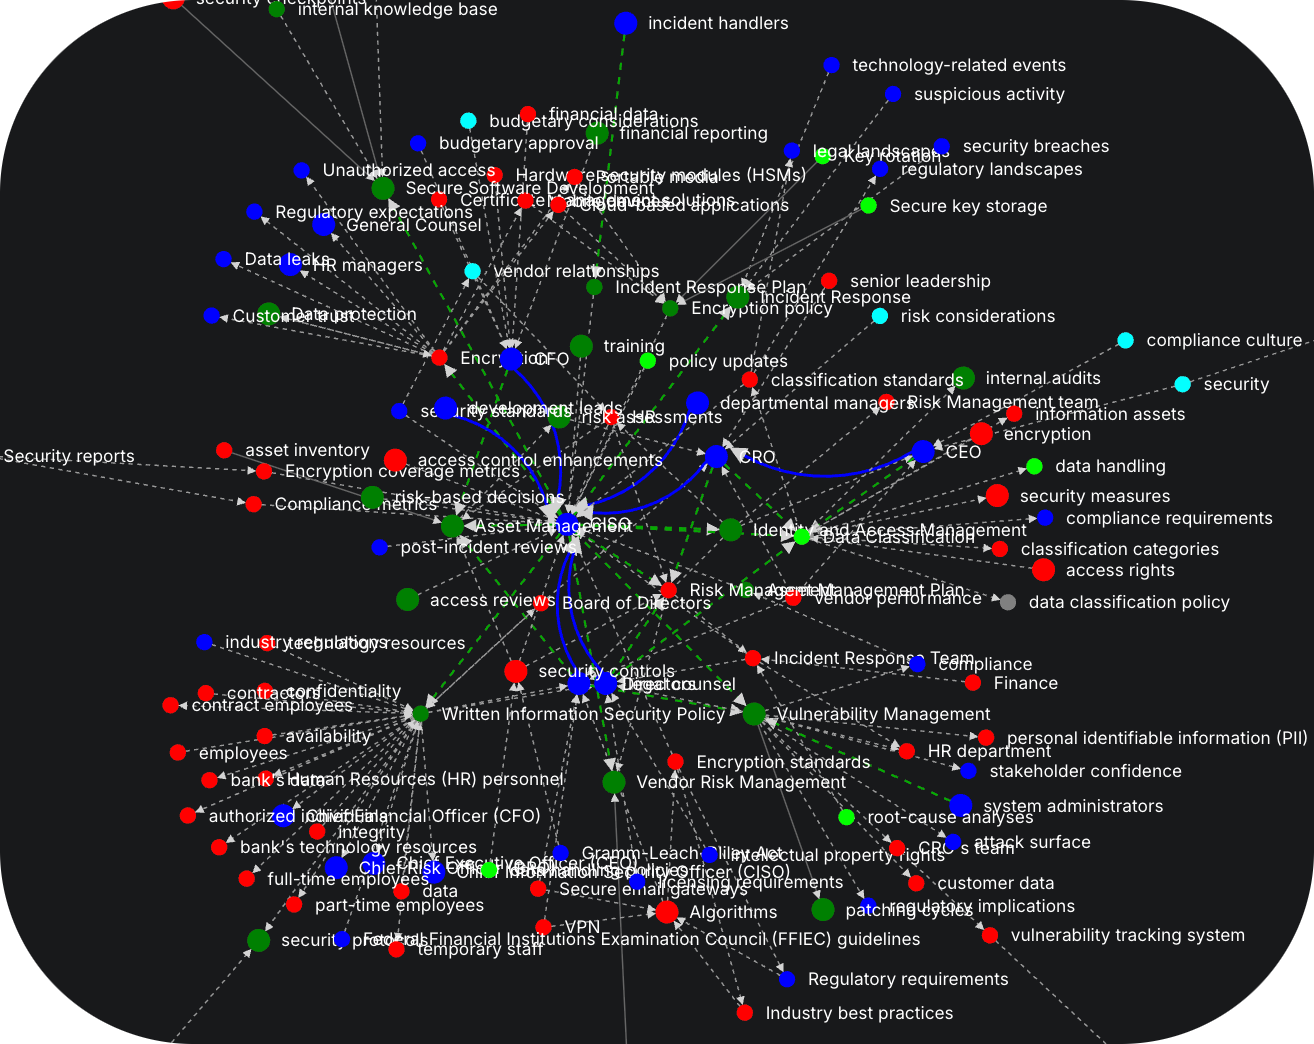 security checkpoints
internal knowledge base
incident handlers
technology-related events
suspicious activity
financial data
budgetary considerations
financial reporting
budgetary approval
legal landscapes
security breaches
Key rotation
Unauthorized access
regulatory landscapes
Hardware security modules (HSMs)
Portable media
Secure Software Development
Certificate Management solutions
Cloud-based applications
Secure key storage
Regulatory expectations
General Counsel
Data leaks
HR managers
vendor relationships
senior leadership
Incident Response Plan
Incident Response
Encryption policy
Customer trust
Data protection
risk considerations
compliance culture
training
Encryption
CFO
policy updates
classification standards
internal audits
security
security standards
development leads
departmental managers
Risk Management team
risk assessments
HR
information assets
encryption
asset inventory
Security reports
access control enhancements
CRO
CEO
Encryption coverage metrics
data handling
risk-based decisions
security measures
Compliance metrics
Asset Management
CISO
Identity and Access Management
Data Classification
compliance requirements
post-incident reviews
classification categories
access rights
access reviews
Board of Directors
Risk Management
Asset Management Plan
vendor performance
data classification policy
industry regulations
technology resources
Incident Response Team
compliance
security controls
Finance
Directors
Legal counsel
contractors
confidentiality
contract employees
Written Information Security Policy
Vulnerability Management
availability
personal identifiable information (PII)
employees
HR department
Encryption standards
stakeholder confidence
bank's data
Human Resources (HR) personnel
Vendor Risk Management
system administrators
authorized individuals
Chief Financial Officer (CFO)
root-cause analyses
integrity
attack surface
bank's technology resources
CRO's team
Gramm-Leach-Bliley Act
intellectual property rights
Chief Executive Officer (CEO)
Chief Risk Officer
Chief Information Security Officer (CISO)
full-time employees
licensing requirements
customer data
data
Secure email gateways
part-time employees
Algorithms
patching cycles
regulatory implications
VPN
security protocols
Federal Financial Institutions Examination Council (FFIEC) guidelines
vulnerability tracking system
temporary staff
Regulatory requirements
Industry best practices